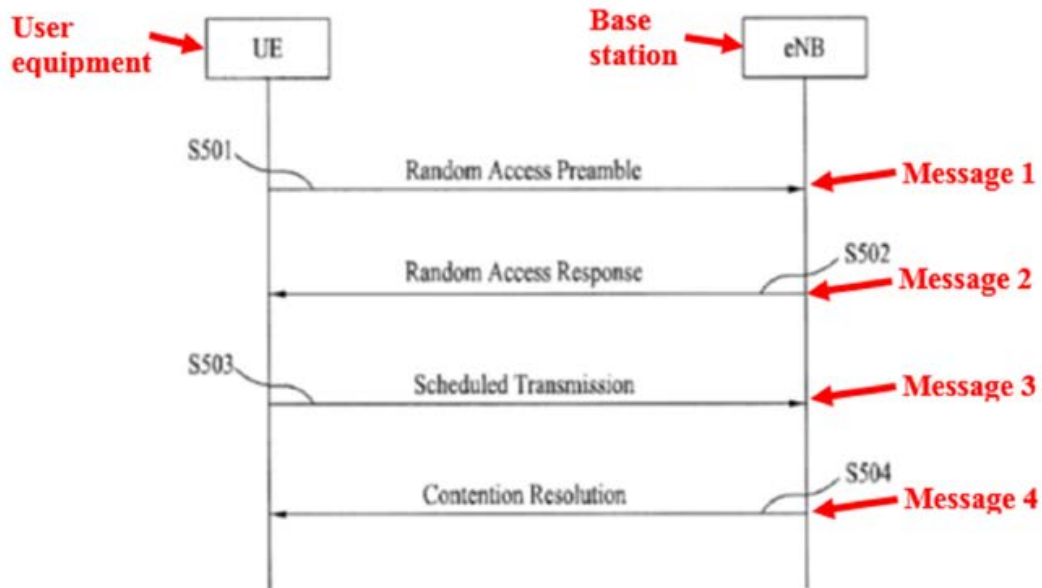 User
equipment
UE
Base
station
eNB
S501
Random Access Preamble
Message 1
S502
Random Access Response
Message 2
S503
Scheduled Transmission
Message 3
S504
Contention Resolution
Message 4